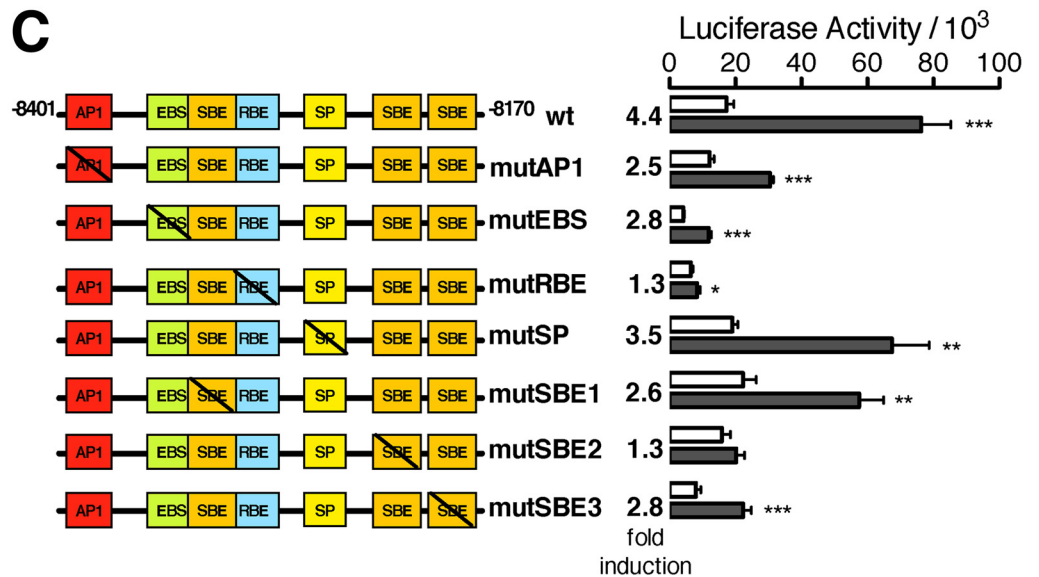 C
Luciferase Activity / 10³
0 20 40 60 80 100
-8401 AP1 EBS SBE RBE SP SBE SBE -8170 wt 4.4 ***
AP1 EBS SBE RBE SP SBE SBE mutAP1 2.5 ***
AP1 EBS SBE RBE SP SBE SBE mutEBS 2.8 ***
AP1 EBS SBE RBE SP SBE SBE mutRBE 1.3 *
AP1 EBS SBE RBE SP SBE SBE mutSP 3.5 **
AP1 EBS SBE RBE SP SBE SBE mutSBE1 2.6 **
AP1 EBS SBE RBE SP SBE SBE mutSBE2 1.3
AP1 EBS SBE RBE SP SBE SBE mutSBE3 2.8 ***
fold
induction